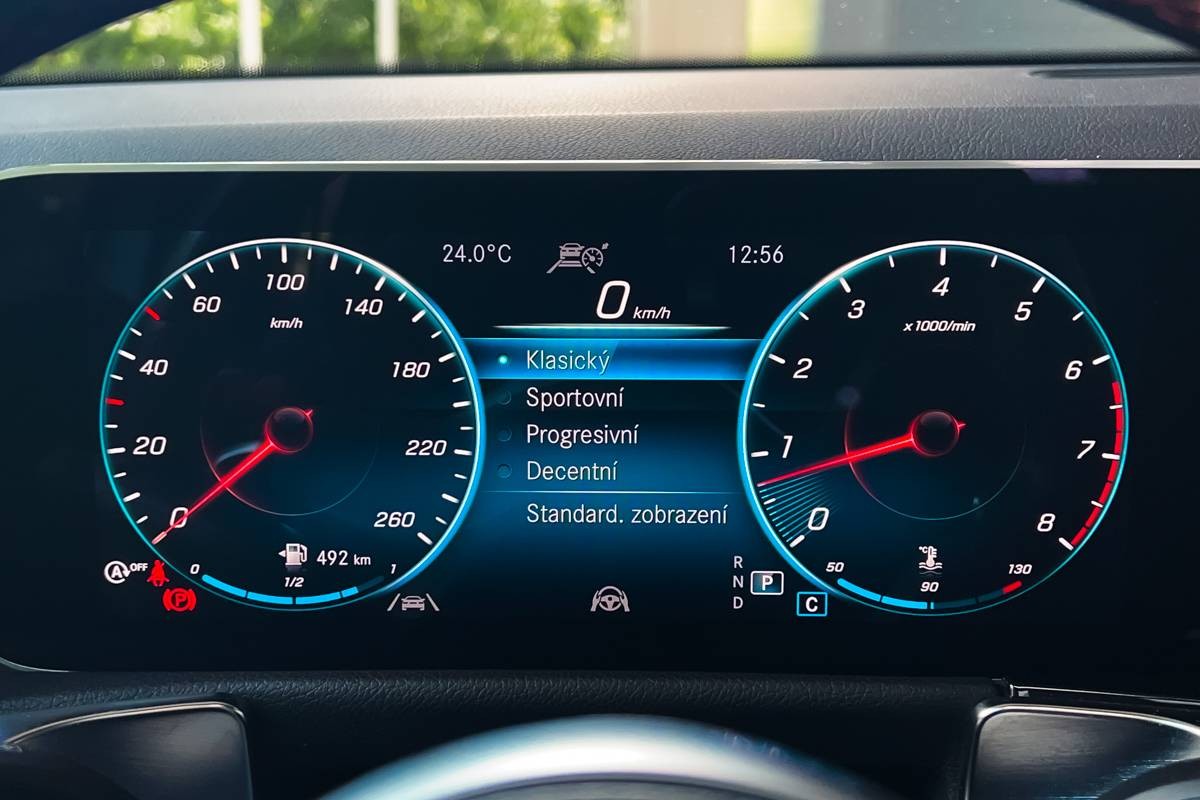 24.0°C
12:56
0 km/h
Klasický
Sportovní
Progresivní
Decentní
Standard. zobrazení
0
20
40
60
100
140
180
220
260
km/h
492 km
0
1/2
1
A OFF
P
0
1
2
3
4
5
6
7
8
x1000/min
R
N
P
D
C
50
°C
90
130